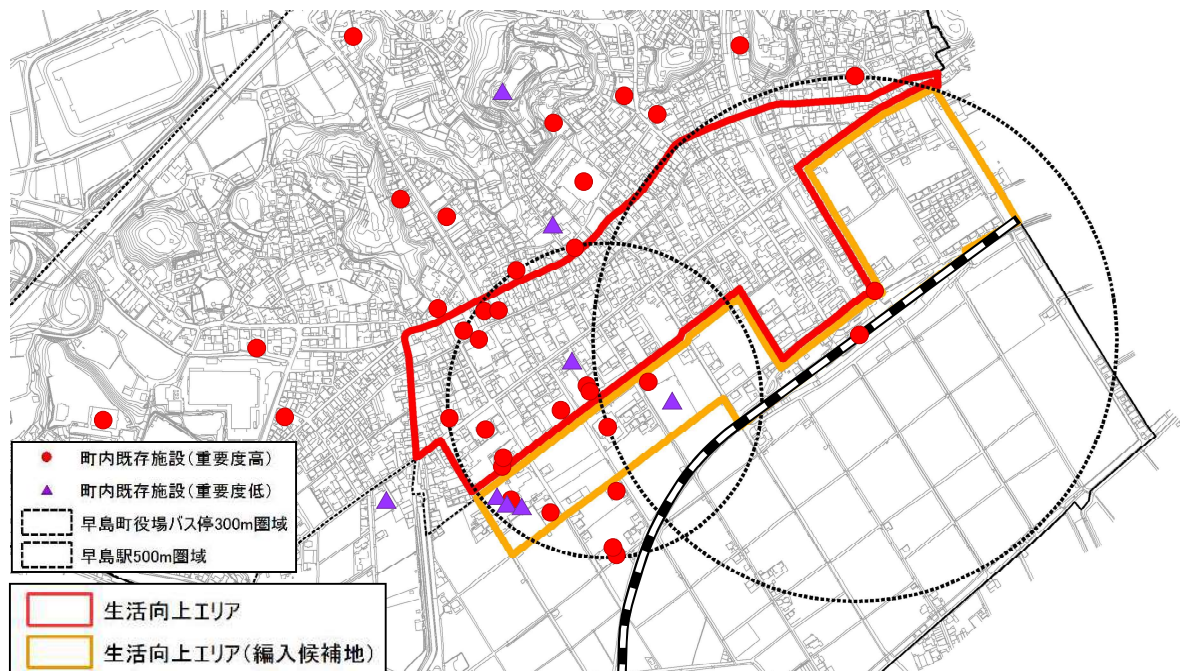 町内既存施設(重要度高)
町内既存施設(重要度低)
早島町役場バス停300m圏域
早島駅500m圏域
生活向上エリア
生活向上エリア(編入候補地)